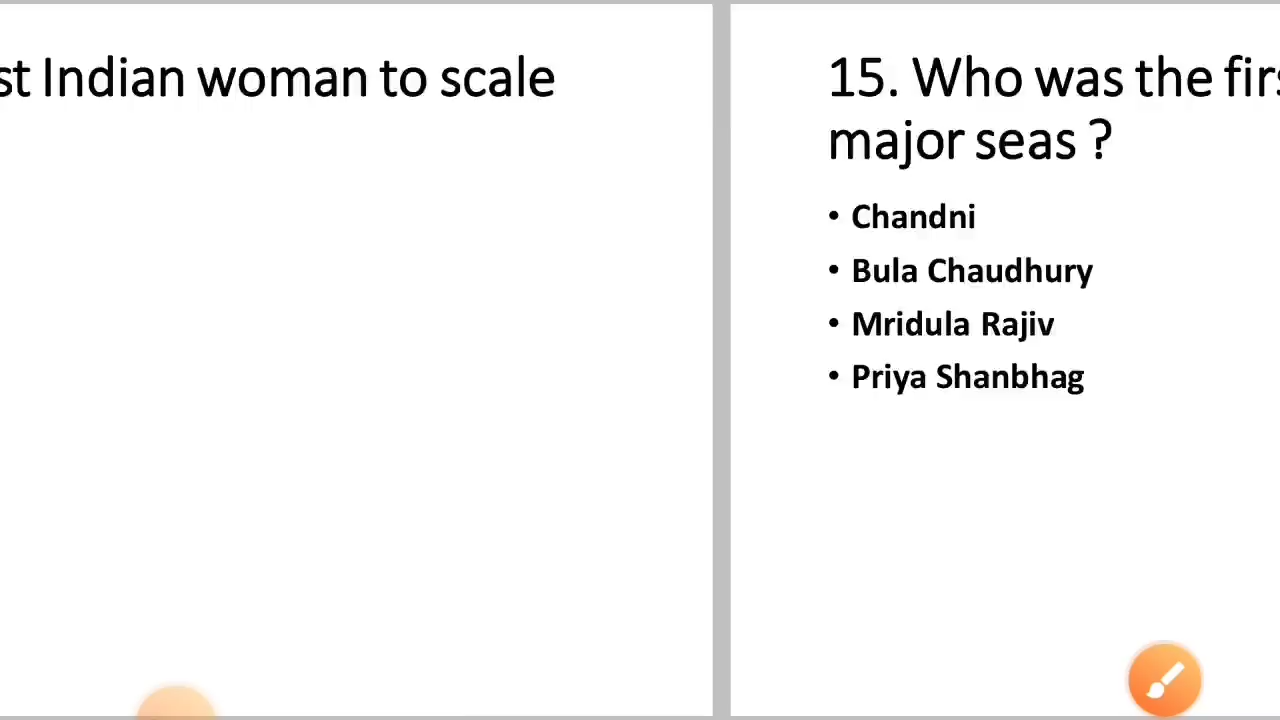 st Indian woman to scale
15. Who was the firs
major seas ?
• Chandni
• Bula Chaudhury
• Mridula Rajiv
• Priya Shanbhag